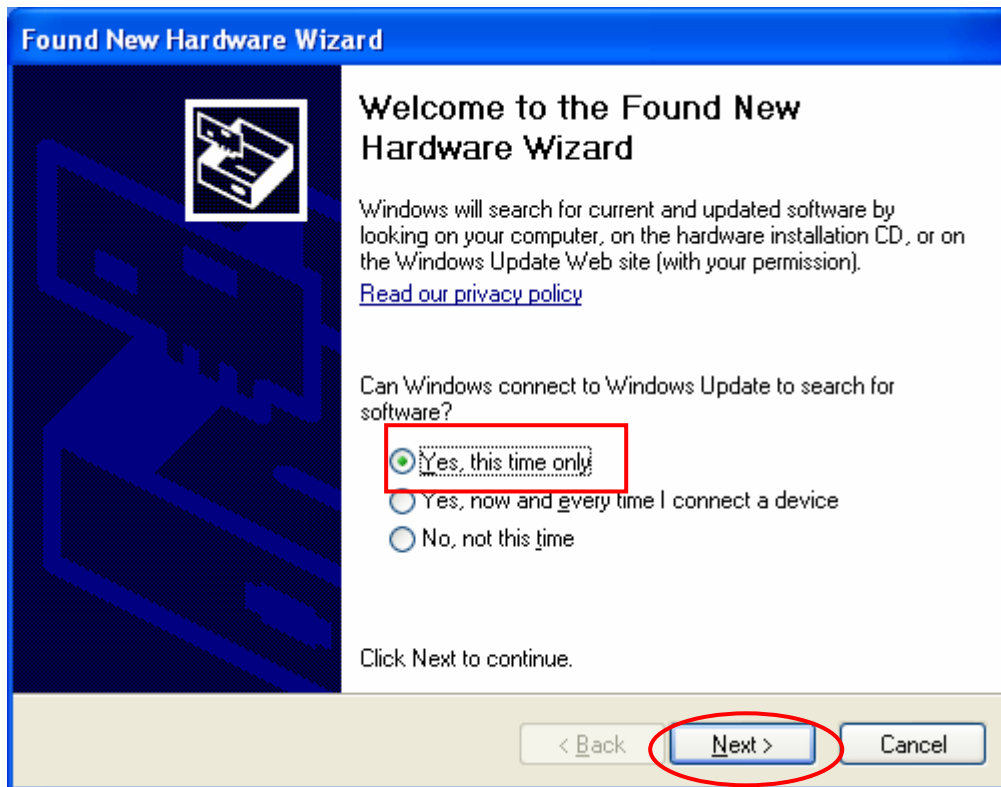 Found New Hardware Wizard
Welcome to the Found New
Hardware Wizard
Windows will search for current and updated software by
looking on your computer, on the hardware installation CD, or on
the Windows Update Web site (with your permission).
Read our privacy policy
Can Windows connect to Windows Update to search for
software?
Yes, this time only
Yes, now and every time I connect a device
No, not this time
Click Next to continue.
< Back Next > Cancel